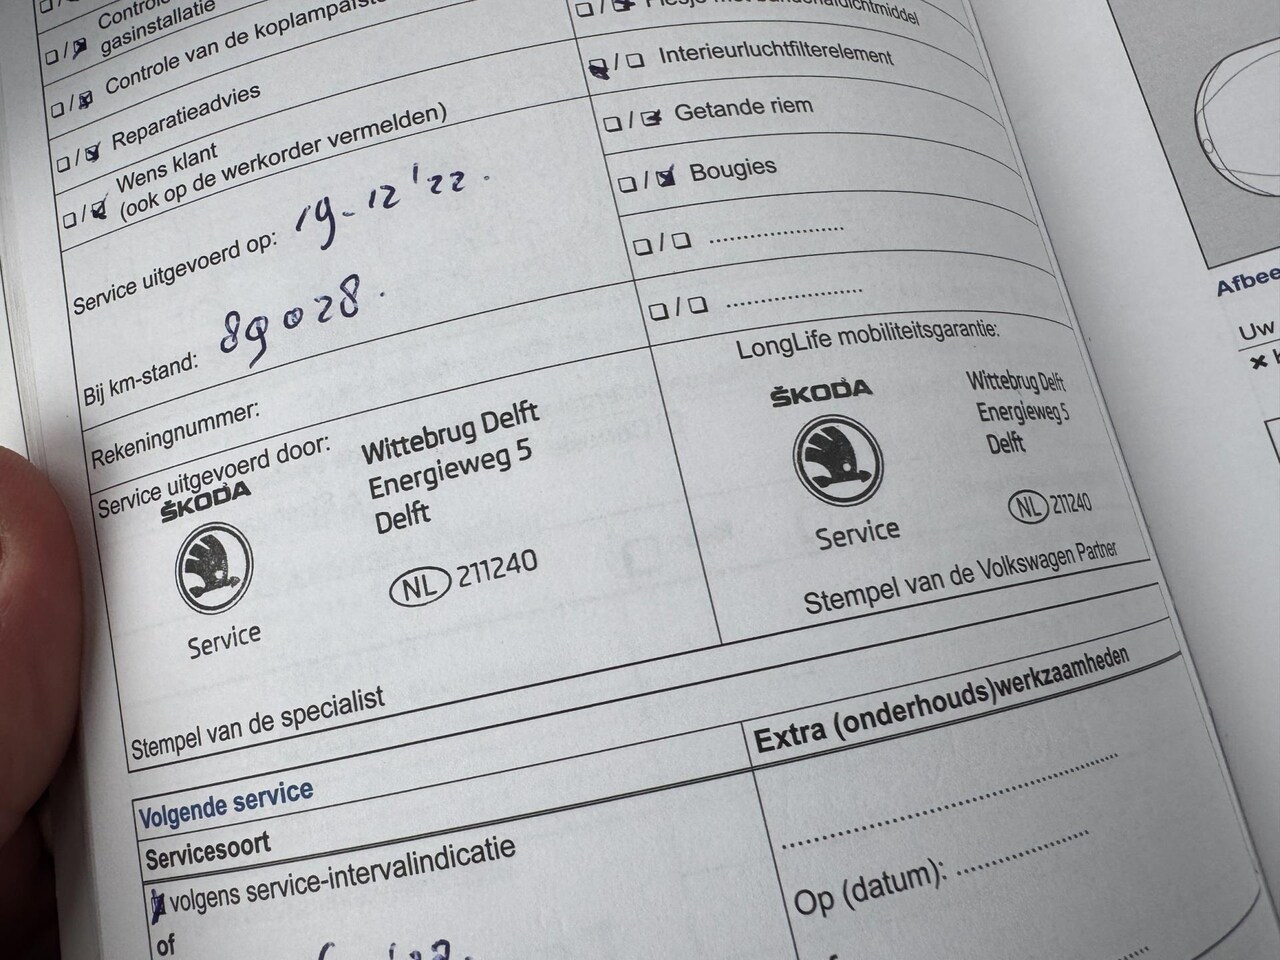 gasinstallatie
Controle van de
Reparatieadvies
Wens klant
(ook op de werkorder vermelden)
Service uitgevoerd op: 19-12'22.
Bij km-stand: 89028.
Rekeningnummer:
Service uitgevoerd door:
ŠKODA
Service
Wittebrug Delft
Energieweg 5
Delft
NL 211240
Stempel van de specialist
Interieurluchtfilterelement
Getande riem
Bougies
LongLife mobiliteitsgarantie:
ŠKODA
Service
Wittebrug Delft
Energieweg 5
Delft
NL 211240
Stempel van de Volkswagen Partner
Volgende service
Servicesoort
volgens service-intervalindicatie
of
Extra (onderhouds)werkzaamheden
Op (datum):
Uw